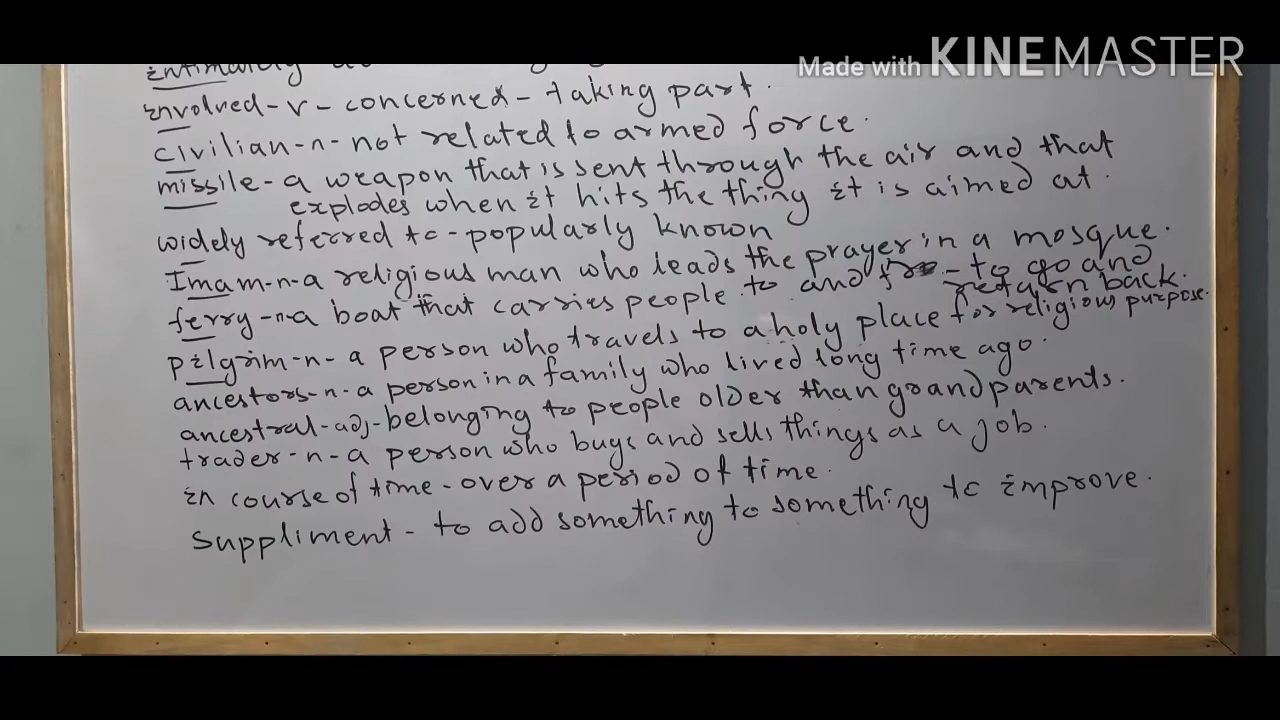 Made with KINEMASTER
intimately
involved-v-concerned-taking part.
civilian-n-not related to armed force.
missile-a weapon that is sent through the air and that
explodes when it hits the thing it is aimed at.
widely referred to-popularly known
Imam-n-a religious man who leads the prayer in a mosque.
ferry-n-a boat that carries people to and fro-to go and
return back.
pilgrim-n-a person who travels to a holy place for religious purpose.
ancestors-n-a person in a family who lived long time ago.
ancestral-adj-belonging to people older than grandparents.
trader-n-a person who buys and sells things as a job.
in course of time-over a period of time.
suppliment-to add something to something to improve.